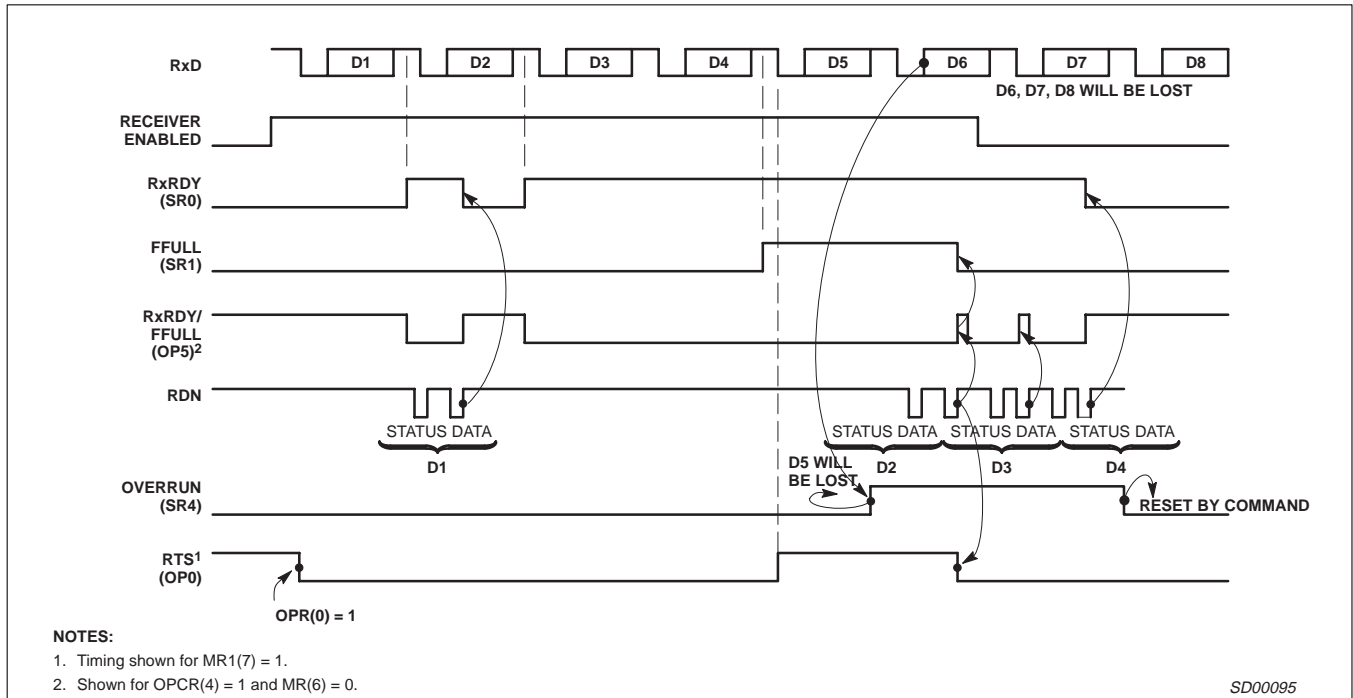 RxD
D1 D2 D3 D4 D5 D6 D7 D8
D6, D7, D8 WILL BE LOST
RECEIVER
ENABLED
RxRDY
(SR0)
FFULL
(SR1)
RxRDY/
FFULL
(OP5)2
RDN
STATUS DATA STATUS DATA STATUS DATA STATUS DATA
D1 D2 D3 D4
D5 WILL
BE LOST
OVERRUN
(SR4)
RESET BY COMMAND
RTS1
(OP0)
OPR(0) = 1
NOTES:
1. Timing shown for MR1(7) = 1.
2. Shown for OPCR(4) = 1 and MR(6) = 0.
SD00095